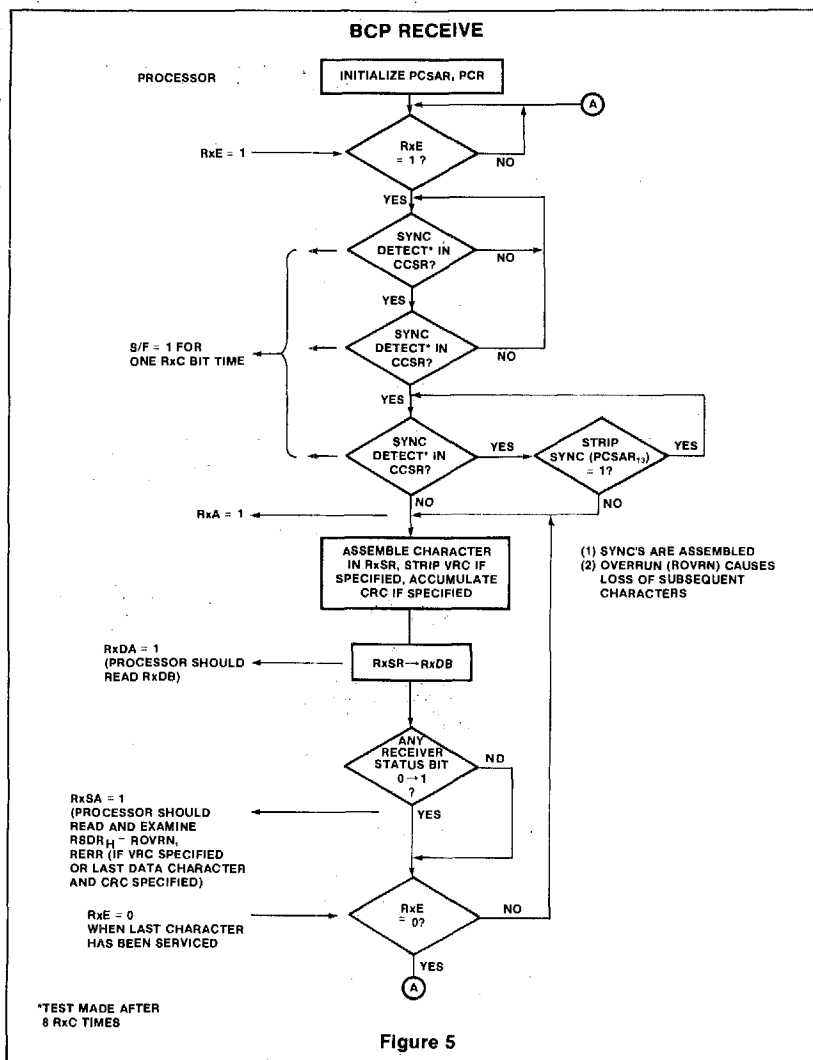 BCP RECEIVE
PROCESSOR
INITIALIZE PCSAR, PCR
A
RxE = 1
RxE
= 1 ?
NO
YES
SYNC
DETECT* IN
CCSR?
NO
YES
S/F = 1 FOR
ONE RxC BIT TIME
SYNC
DETECT* IN
CCSR?
NO
YES
SYNC
DETECT* IN
CCSR?
YES
STRIP
SYNC (PCSAR13)
= 1?
YES
NO
NO
RxA = 1
ASSEMBLE CHARACTER
IN RxSR, STRIP VRC IF
SPECIFIED, ACCUMULATE
CRC IF SPECIFIED
(1) SYNC'S ARE ASSEMBLED
(2) OVERRUN (ROVRN) CAUSES
LOSS OF SUBSEQUENT
CHARACTERS
RxDA = 1
(PROCESSOR SHOULD
READ RxDB)
RxSR→RxDB
ANY
RECEIVER
STATUS BIT
0→1
?
ND
YES
RxSA = 1
(PROCESSOR SHOULD
READ AND EXAMINE
RSDRH – ROVRN,
RERR (IF VRC SPECIFIED
OR LAST DATA CHARACTER
AND CRC SPECIFIED)
RxE = 0
WHEN LAST CHARACTER
HAS BEEN SERVICED
RxE
= 0?
NO
YES
A
*TEST MADE AFTER
8 RxC TIMES
Figure 5